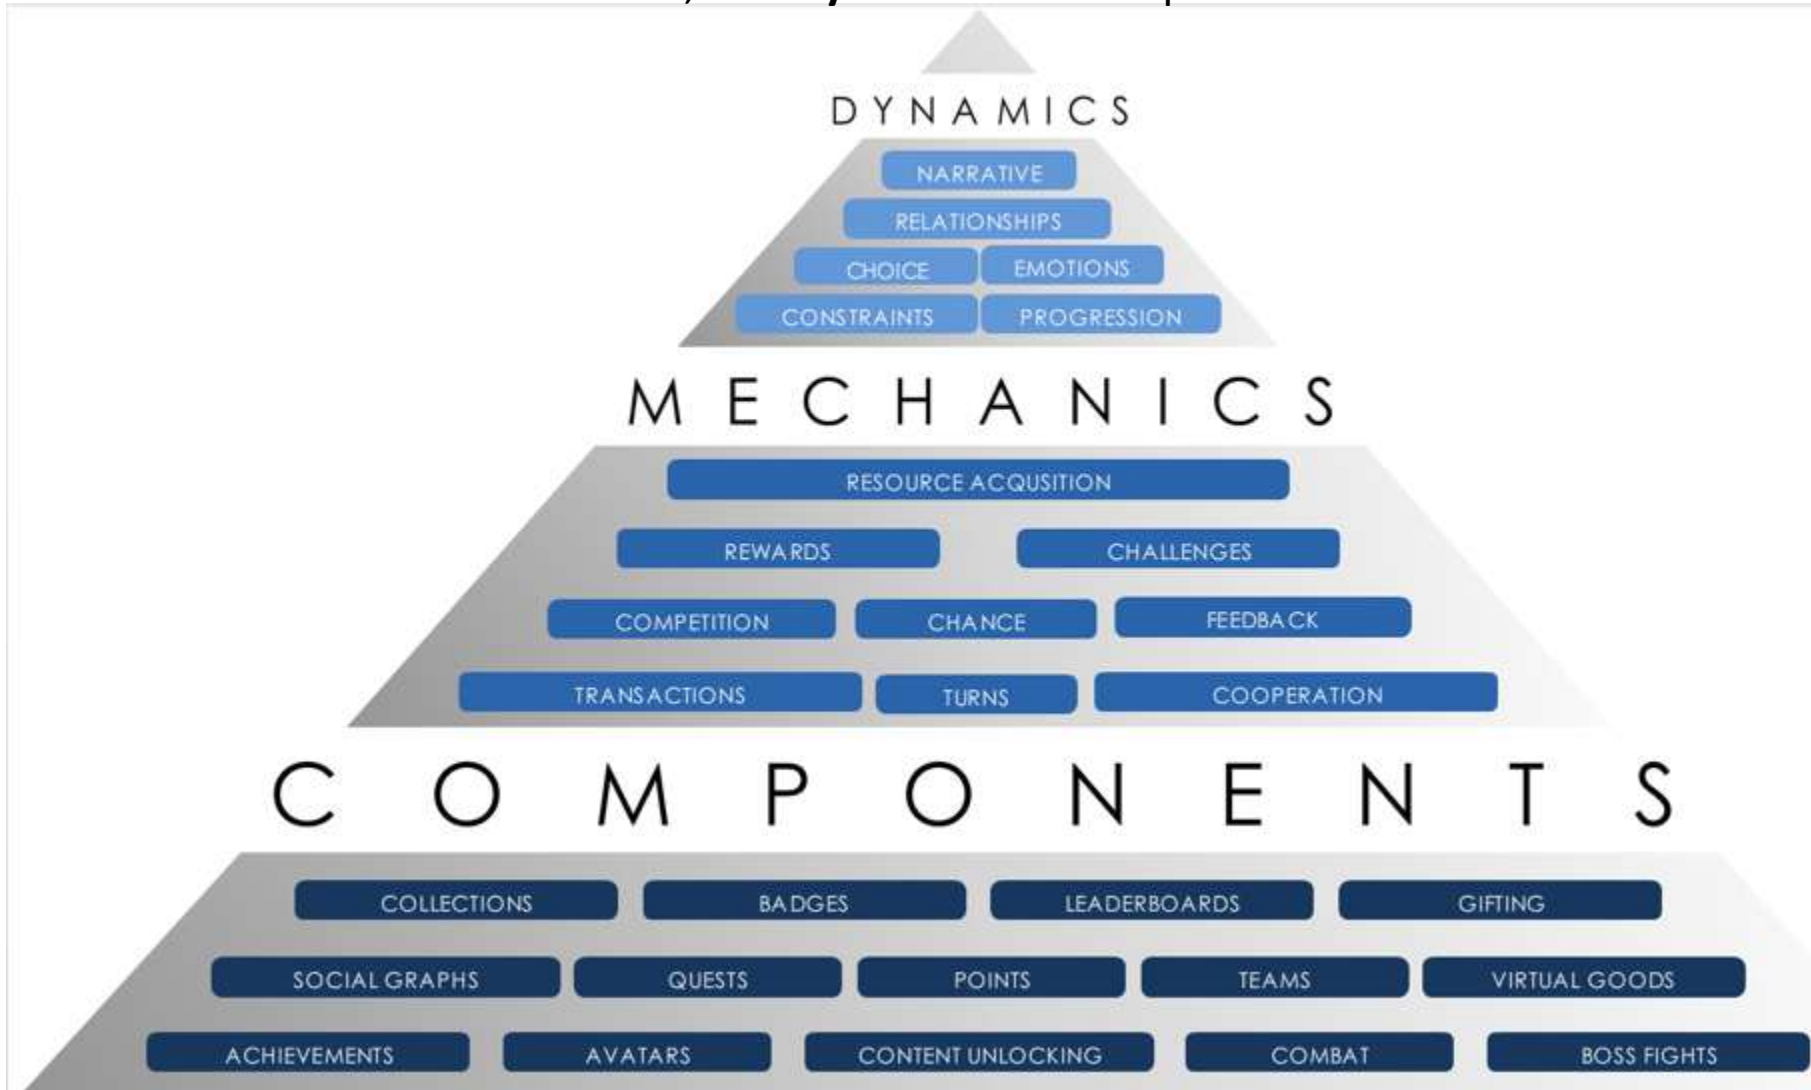 DYNAMICS
NARRATIVE
RELATIONSHIPS
CHOICE EMOTIONS
CONSTRAINTS PROGRESSION
MECHANICS
RESOURCE ACQUSITION
REWARDS CHALLENGES
COMPETITION CHANCE FEEDBACK
TRANSACTIONS TURNS COOPERATION
COMPONENTS
COLLECTIONS BADGES LEADERBOARDS GIFTING
SOCIAL GRAPHS QUESTS POINTS TEAMS VIRTUAL GOODS
ACHIEVEMENTS AVATARS CONTENT UNLOCKING COMBAT BOSS FIGHTS